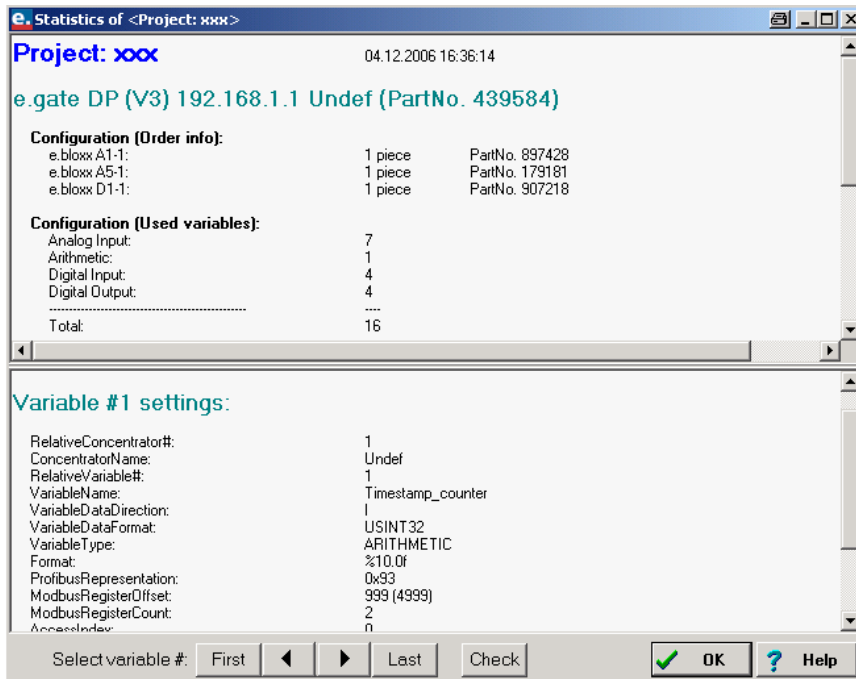 e. Statistics of <Project: xxx>
Project: xxx 04.12.2006 16:36:14
e.gate DP (V3) 192.168.1.1 Undef (PartNo. 439584)
Configuration (Order info):
e.bloxx A1-1: 1 piece PartNo. 897428
e.bloxx A5-1: 1 piece PartNo. 179181
e.bloxx D1-1: 1 piece PartNo. 907218
Configuration (Used variables):
Analog Input: 7
Arithmetic: 1
Digital Input: 4
Digital Output: 4
------------------------------------------------- ----
Total: 16
Variable #1 settings:
RelativeConcentrator#: 1
ConcentratorName: Undef
RelativeVariable#: 1
VariableName: Timestamp_counter
VariableDataDirection: I
VariableDataFormat: USINT32
VariableType: ARITHMETIC
Format: %10.0f
ProfibusRepresentation: 0x93
ModbusRegisterOffset: 999 (4999)
ModbusRegisterCount: 2
AccessIndex: 0
Select variable #: First Last Check OK ? Help